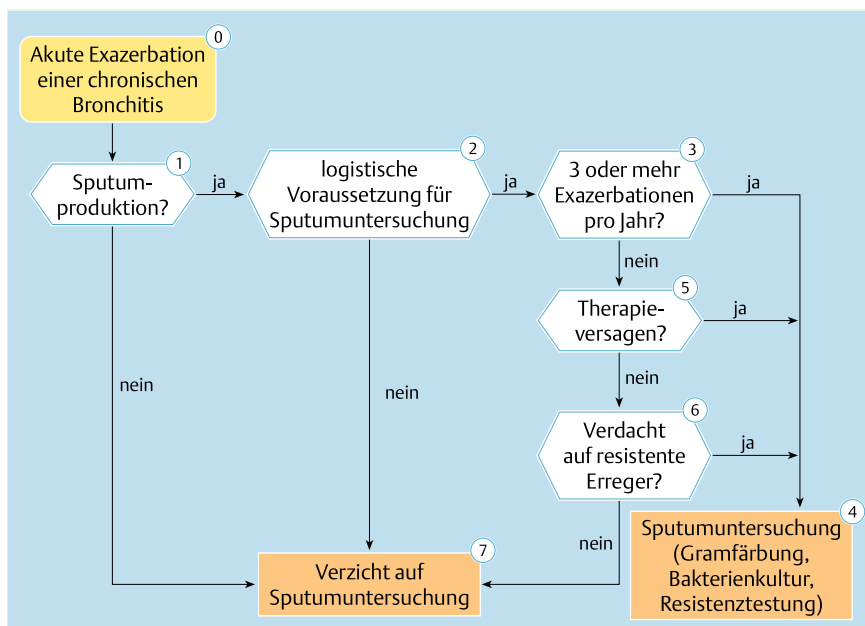 0
Akute Exazerbation
einer chronischen
Bronchitis
1
Sputum-
produktion?
ja
2
logistische
Voraussetzung für
Sputumuntersuchung
ja
3
3 oder mehr
Exazerbationen
pro Jahr?
ja
nein
5
Therapie-
versagen?
ja
nein
nein
nein
6
Verdacht
auf resistente
Erreger?
ja
nein
4
Sputumuntersuchung
(Gramfärbung,
Bakterienkultur,
Resistenztestung)
7
Verzicht auf
Sputumuntersuchung